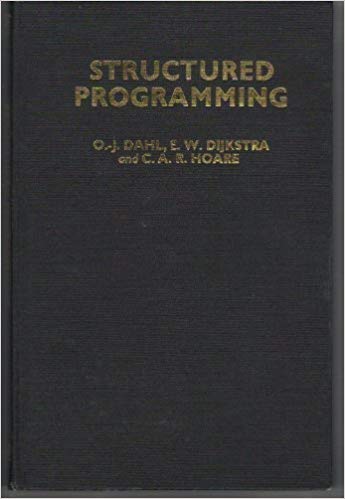 STRUCTURED
PROGRAMMING
O.-J. DAHL, E. W. DIJKSTRA
and C. A. R. HOARE